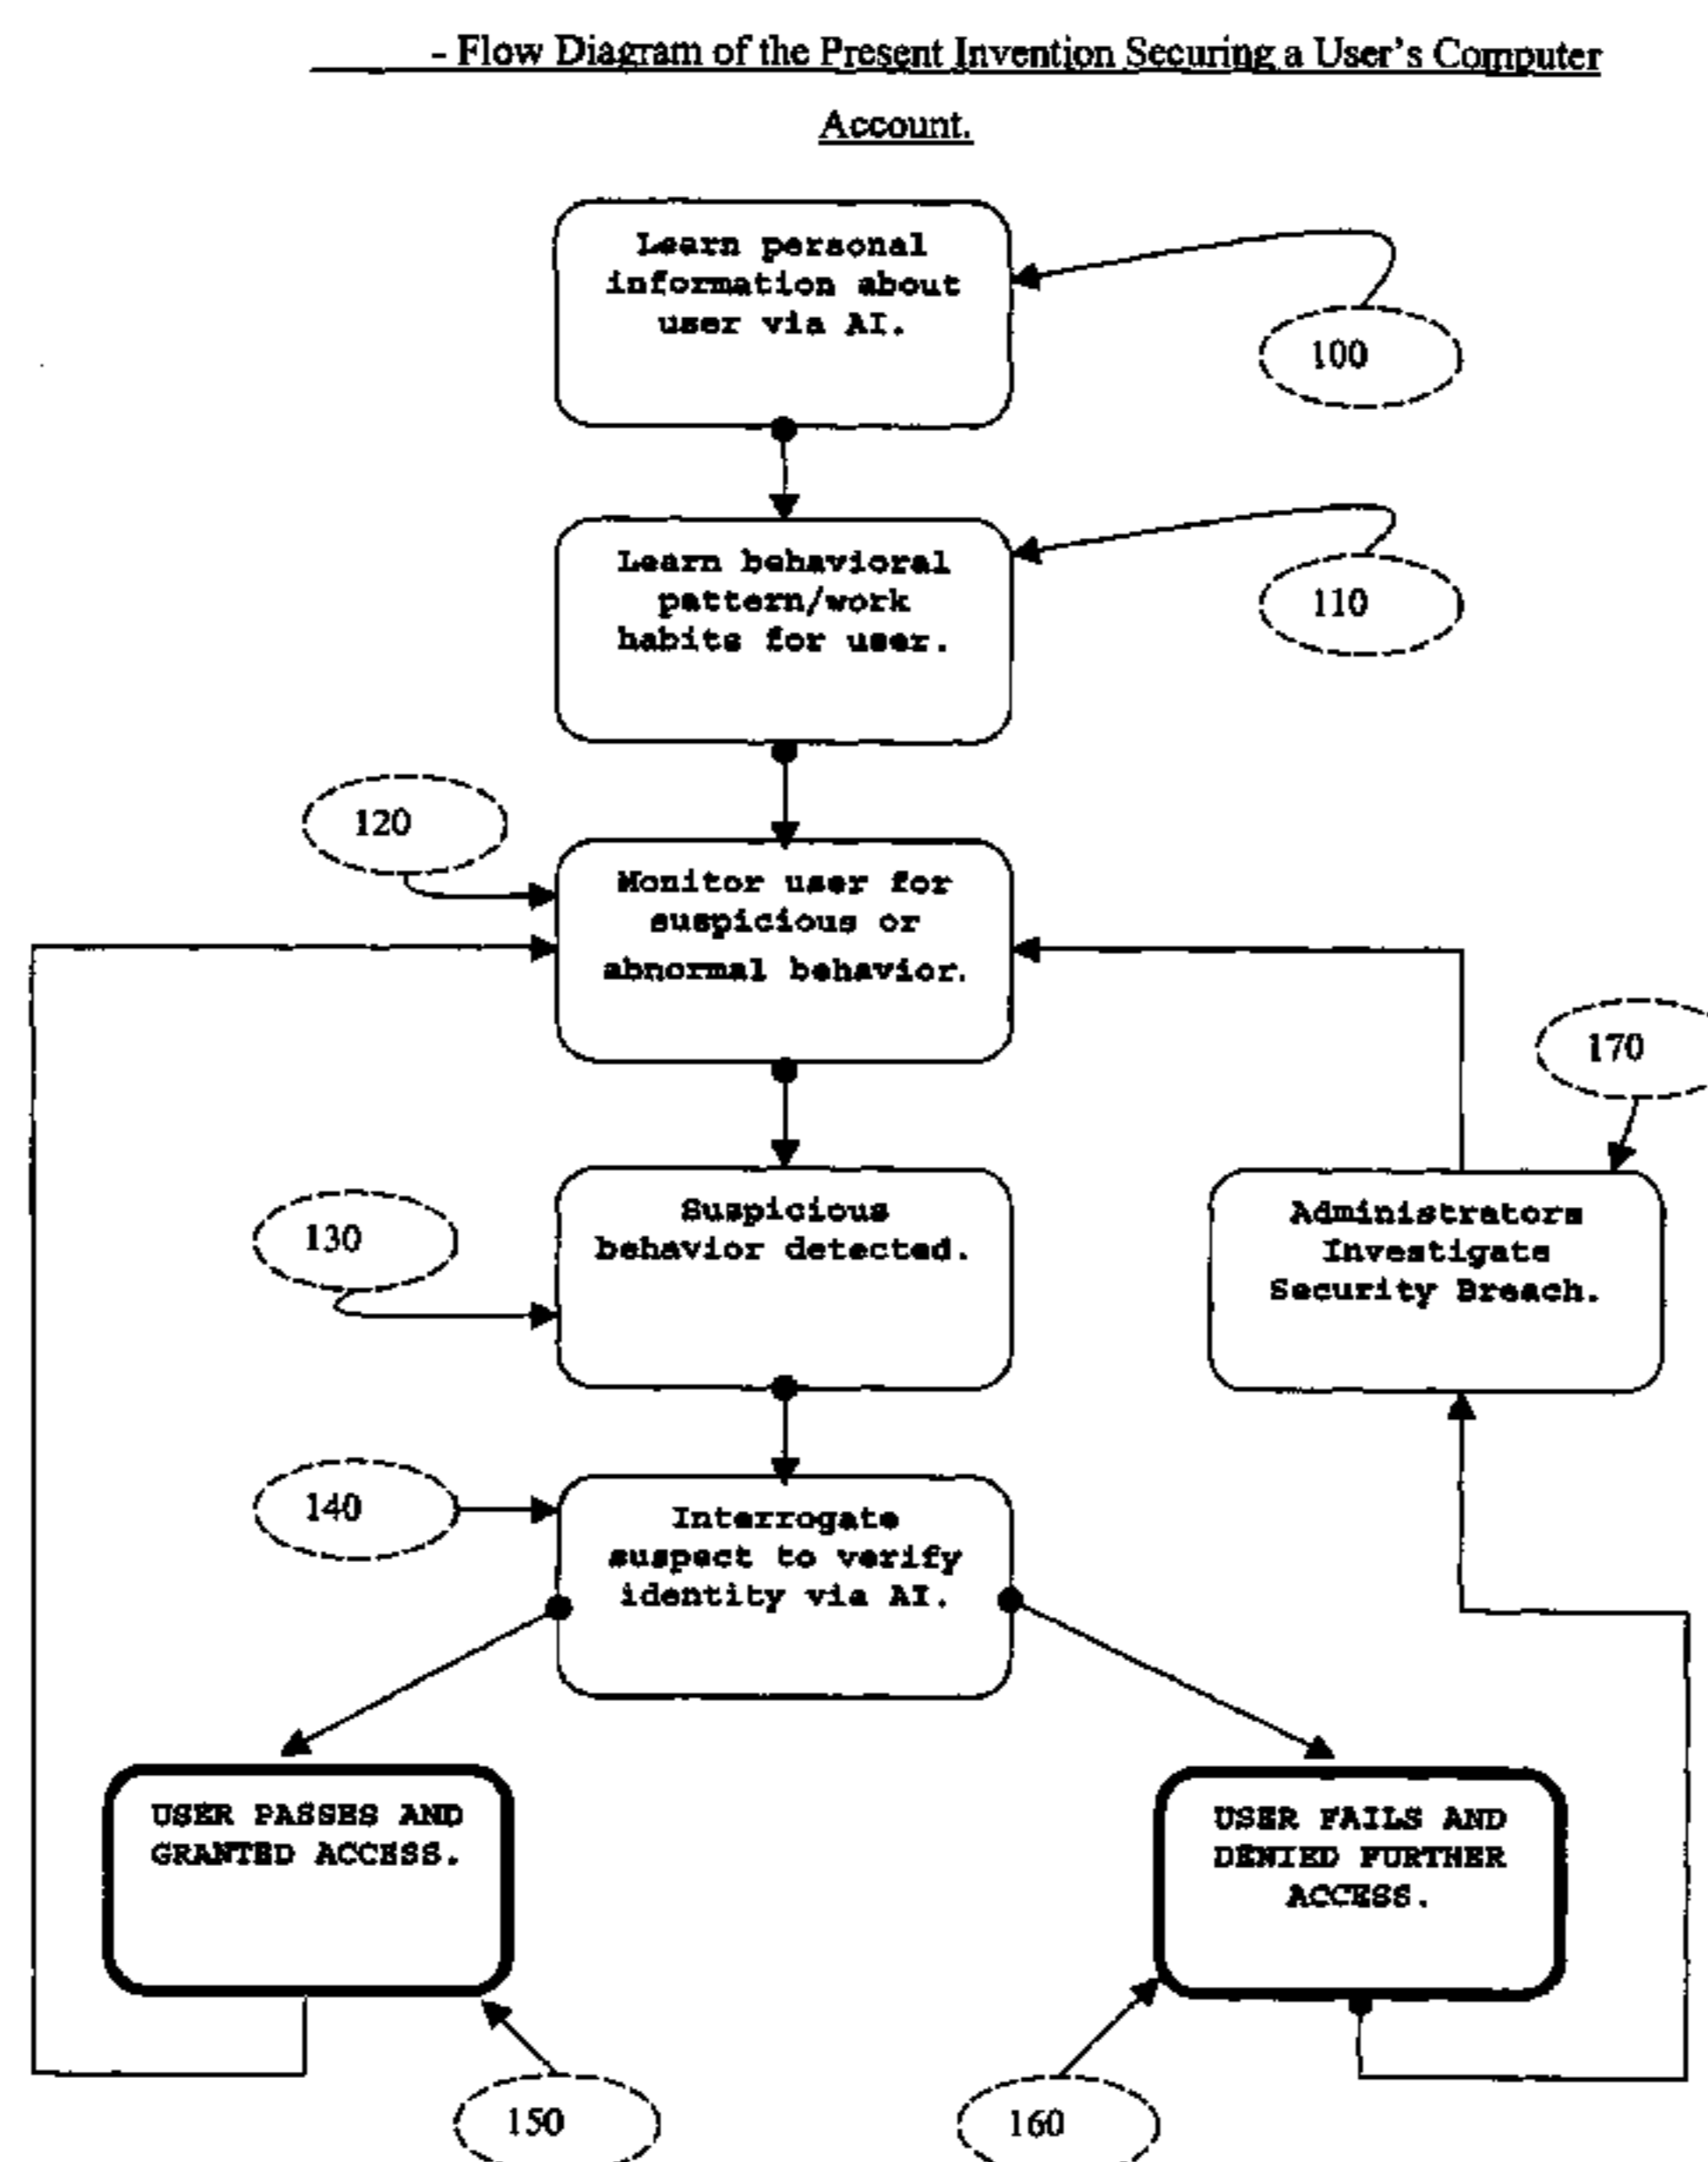 - Flow Diagram of the Present Invention Securing a User's Computer
Account.
Learn personal
information about
user via AI.
100
Learn behavioral
pattern/work
habits for user.
110
120
Monitor user for
suspicious or
abnormal behavior.
170
130
Suspicious
behavior detected.
Administrators
Investigate
Security Breach.
140
Interrogate
suspect to verify
identity via AI.
USER PASSES AND
GRANTED ACCESS.
USER FAILS AND
DENIED FURTHER
ACCESS.
150
160